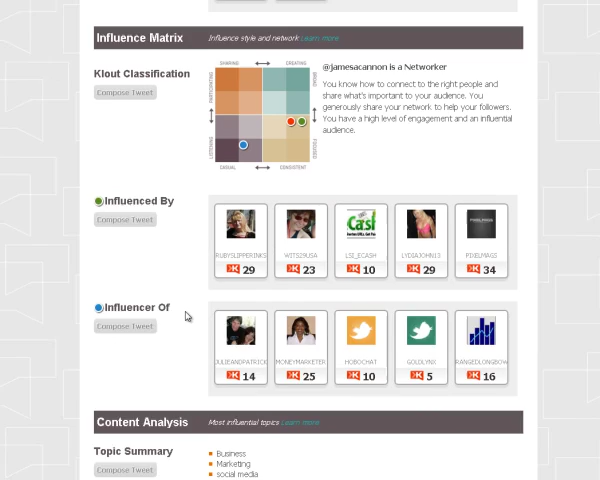 Influence Matrix
Influence style and network Learn more
Klout Classification
Compose Tweet
SHARING
CREATING
PARTICIPATING
BROAD
LISTENING
FOCUSED
CASUAL
CONSISTENT
@jamesacannon is a Networker
You know how to connect to the right people and
share what's important to your audience. You
generously share your network to help your followers.
You have a high level of engagement and an influential
audience.
Influenced By
Compose Tweet
RUBYSLIPPERINKS
29
WITS29USA
23
Cash
LSI_ECASH
10
LYDIAJOHN13
29
PIXELMAGS
PIXELMAGS
34
Influencer Of
Compose Tweet
JULIEANDPATRICK
14
MONEYMARKETER
25
HOBOCHAT
10
GOLDLYNX
5
RANGEDLONGBOW
16
Content Analysis
Most influential topics Learn more
Topic Summary
Compose Tweet
Business
Marketing
social media